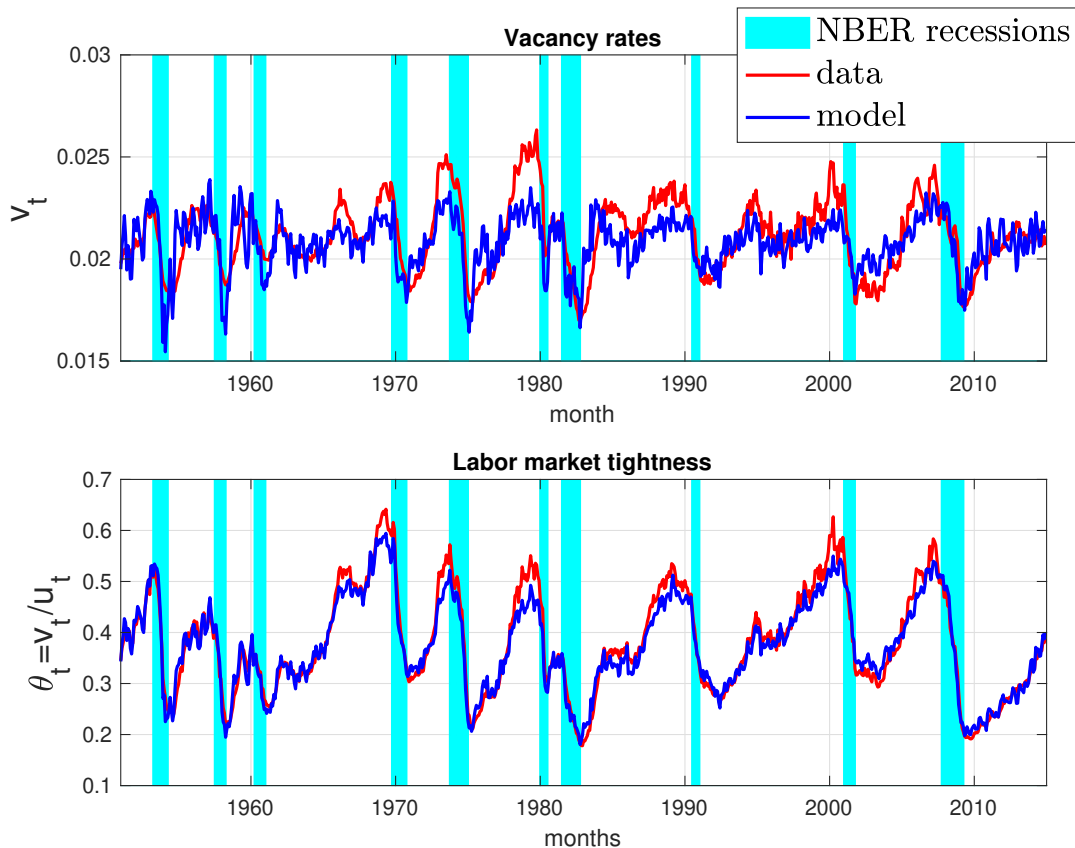 Vacancy rates
NBER recessions
data
model
0.03
0.025
0.02
0.015
v_t
1960
1970
1980
1990
2000
2010
month
Labor market tightness
0.7
0.6
0.5
0.4
0.3
0.2
0.1
θ_t=v_t/u_t
1960
1970
1980
1990
2000
2010
months